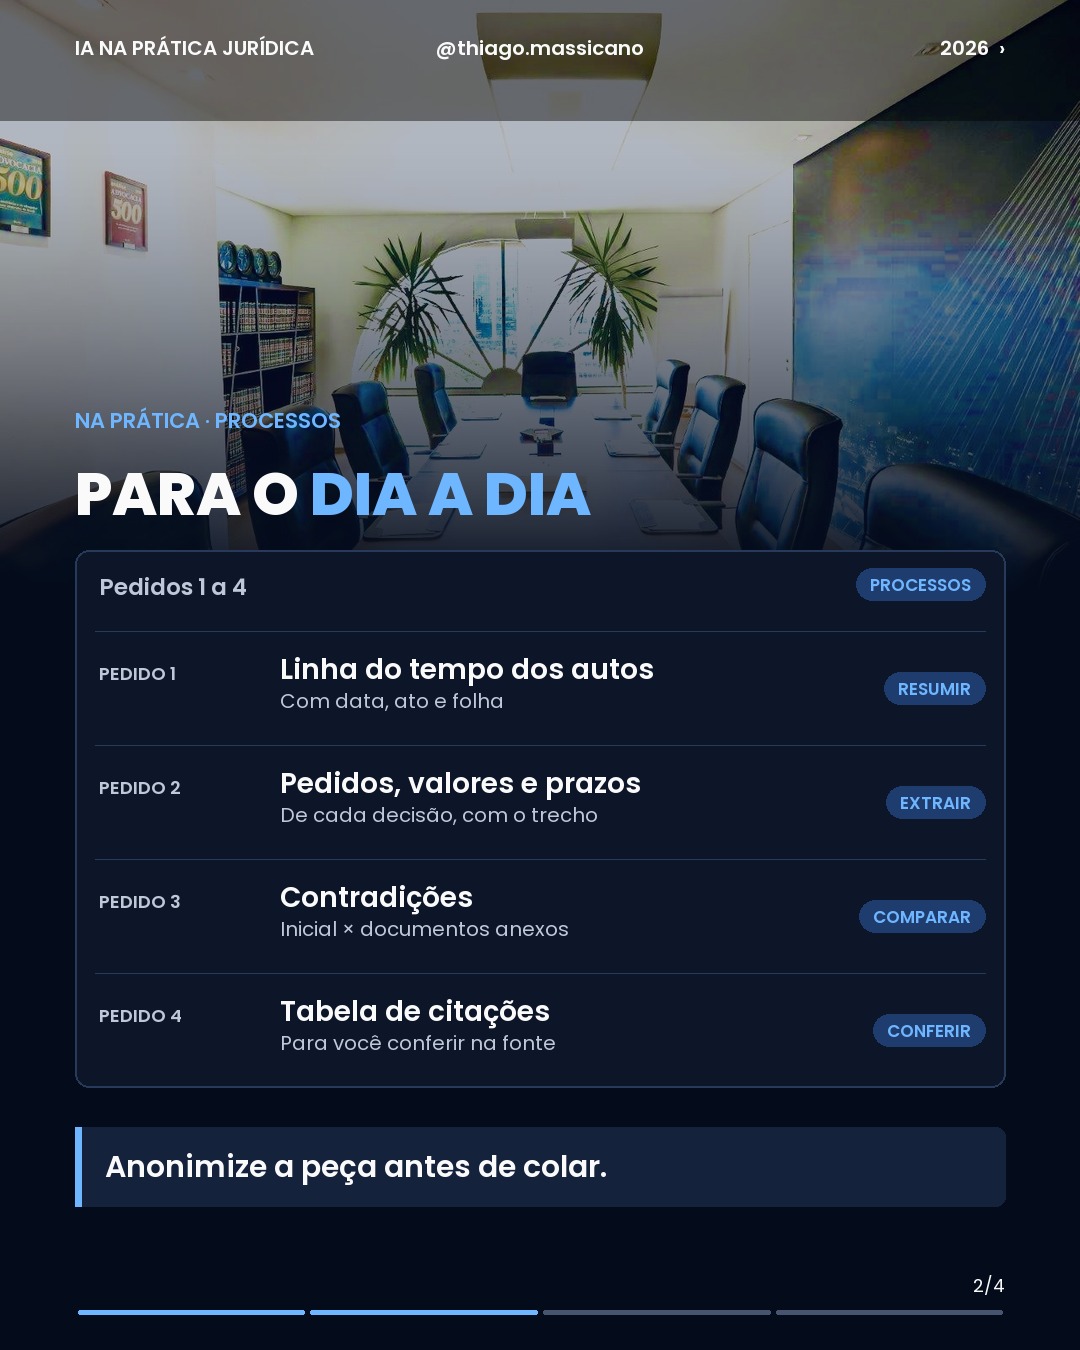 IA NA PRÁTICA JURÍDICA
@thiago.massicano
2026 ›
ADVOCACIA
500
500
NA PRÁTICA · PROCESSOS
PARA O DIA A DIA
Pedidos 1 a 4
PROCESSOS
PEDIDO 1
Linha do tempo dos autos
Com data, ato e folha
RESUMIR
PEDIDO 2
Pedidos, valores e prazos
De cada decisão, com o trecho
EXTRAIR
PEDIDO 3
Contradições
Inicial × documentos anexos
COMPARAR
PEDIDO 4
Tabela de citações
Para você conferir na fonte
CONFERIR
Anonimize a peça antes de colar.
2/4